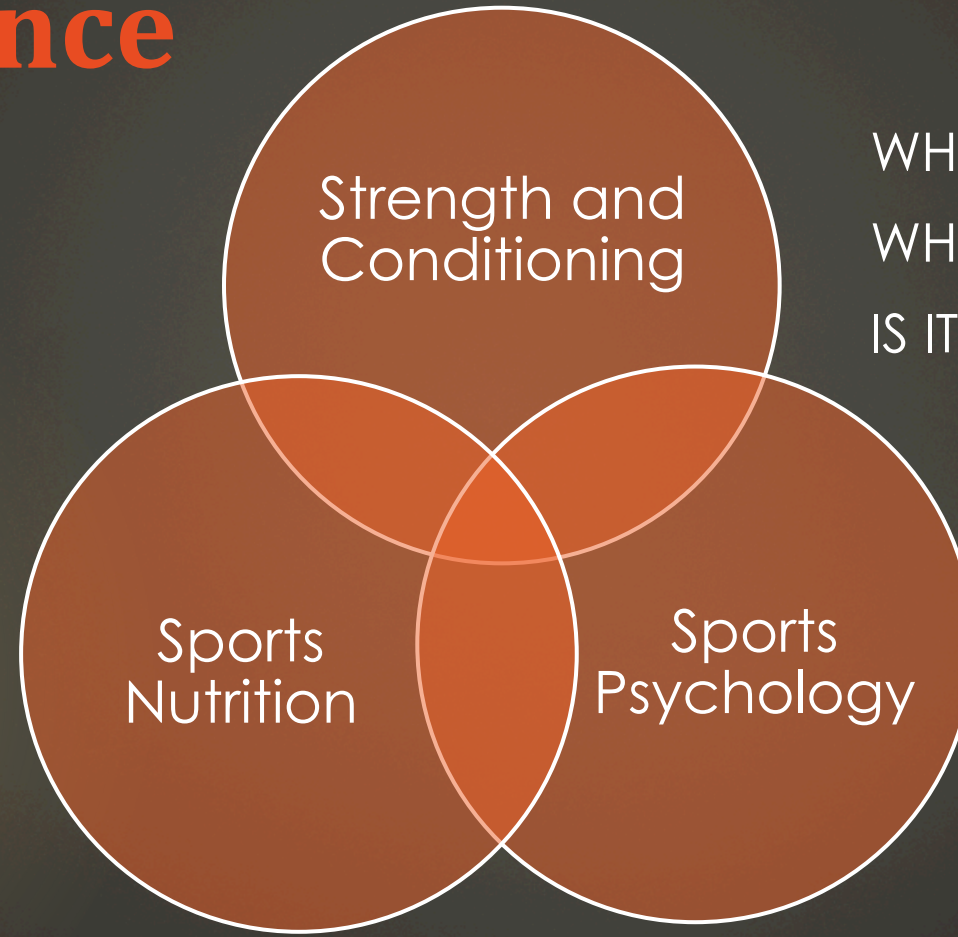 nce
WH
WH
IS IT
Strength and
Conditioning
Sports
Nutrition
Sports
Psychology